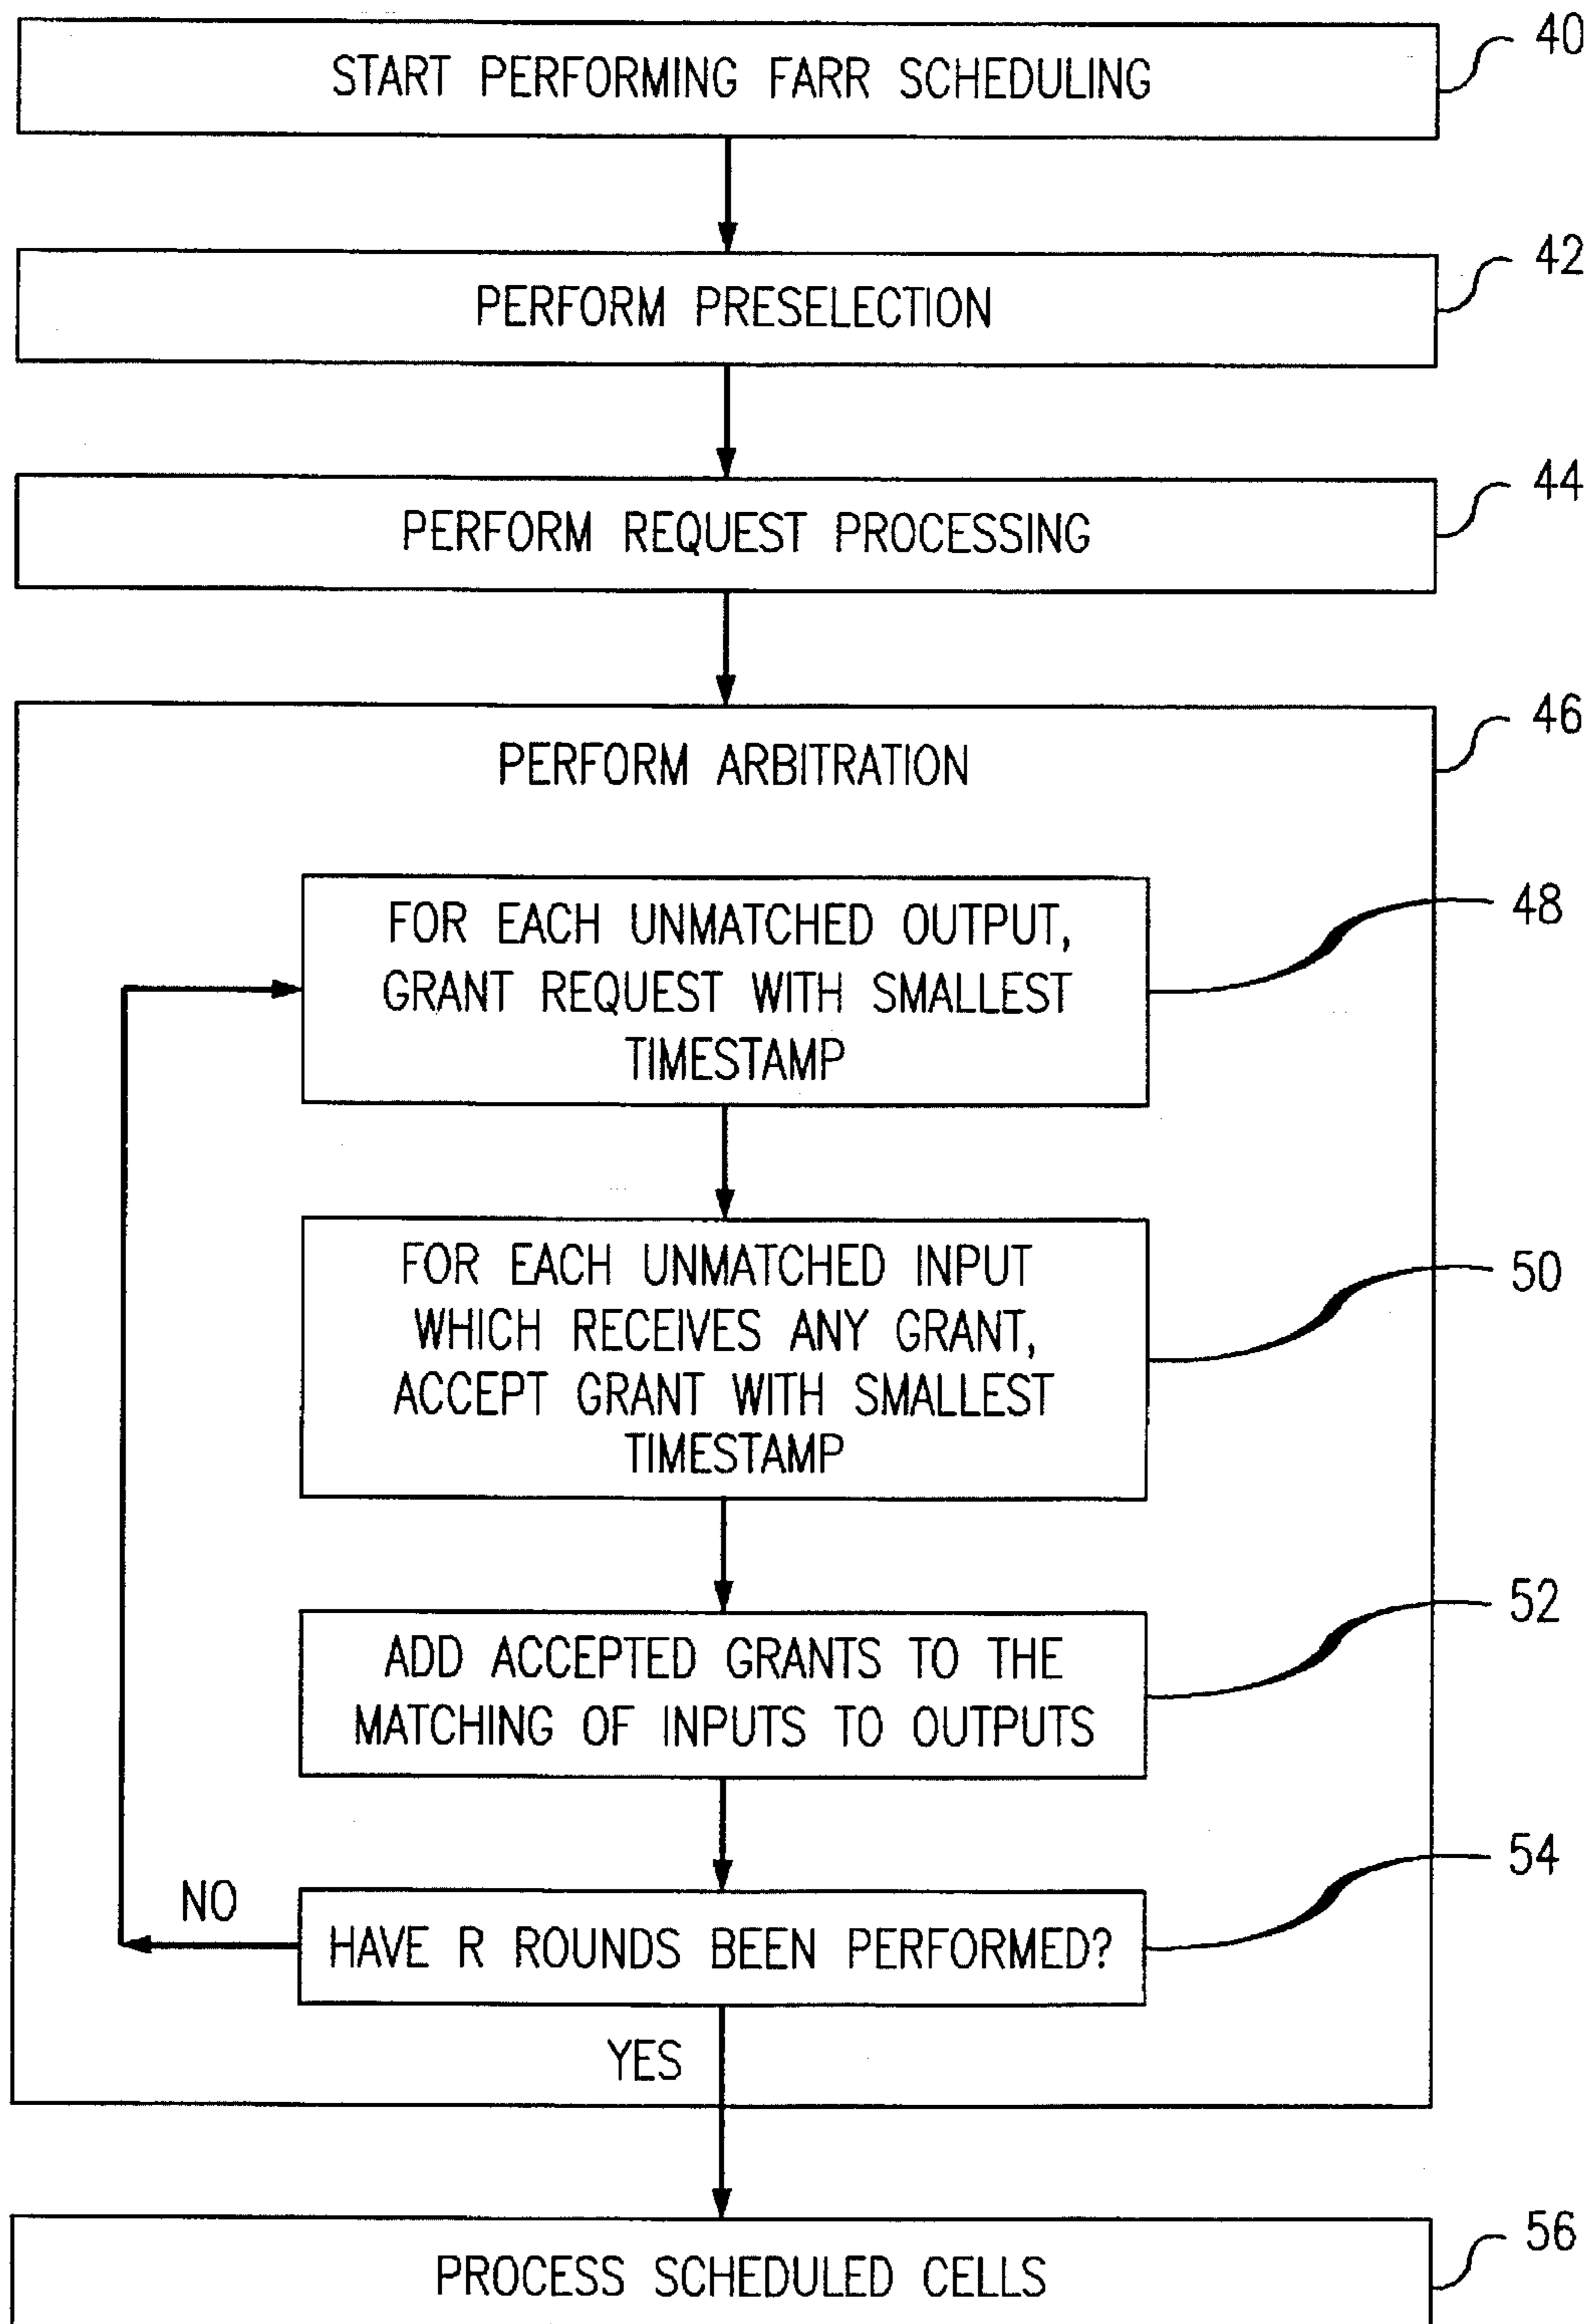 START PERFORMING FARR SCHEDULING
40
PERFORM PRESELECTION
42
PERFORM REQUEST PROCESSING
44
PERFORM ARBITRATION
46
FOR EACH UNMATCHED OUTPUT,
GRANT REQUEST WITH SMALLEST
TIMESTAMP
48
FOR EACH UNMATCHED INPUT
WHICH RECEIVES ANY GRANT,
ACCEPT GRANT WITH SMALLEST
TIMESTAMP
50
ADD ACCEPTED GRANTS TO THE
MATCHING OF INPUTS TO OUTPUTS
52
NO
HAVE R ROUNDS BEEN PERFORMED?
54
YES
PROCESS SCHEDULED CELLS
56